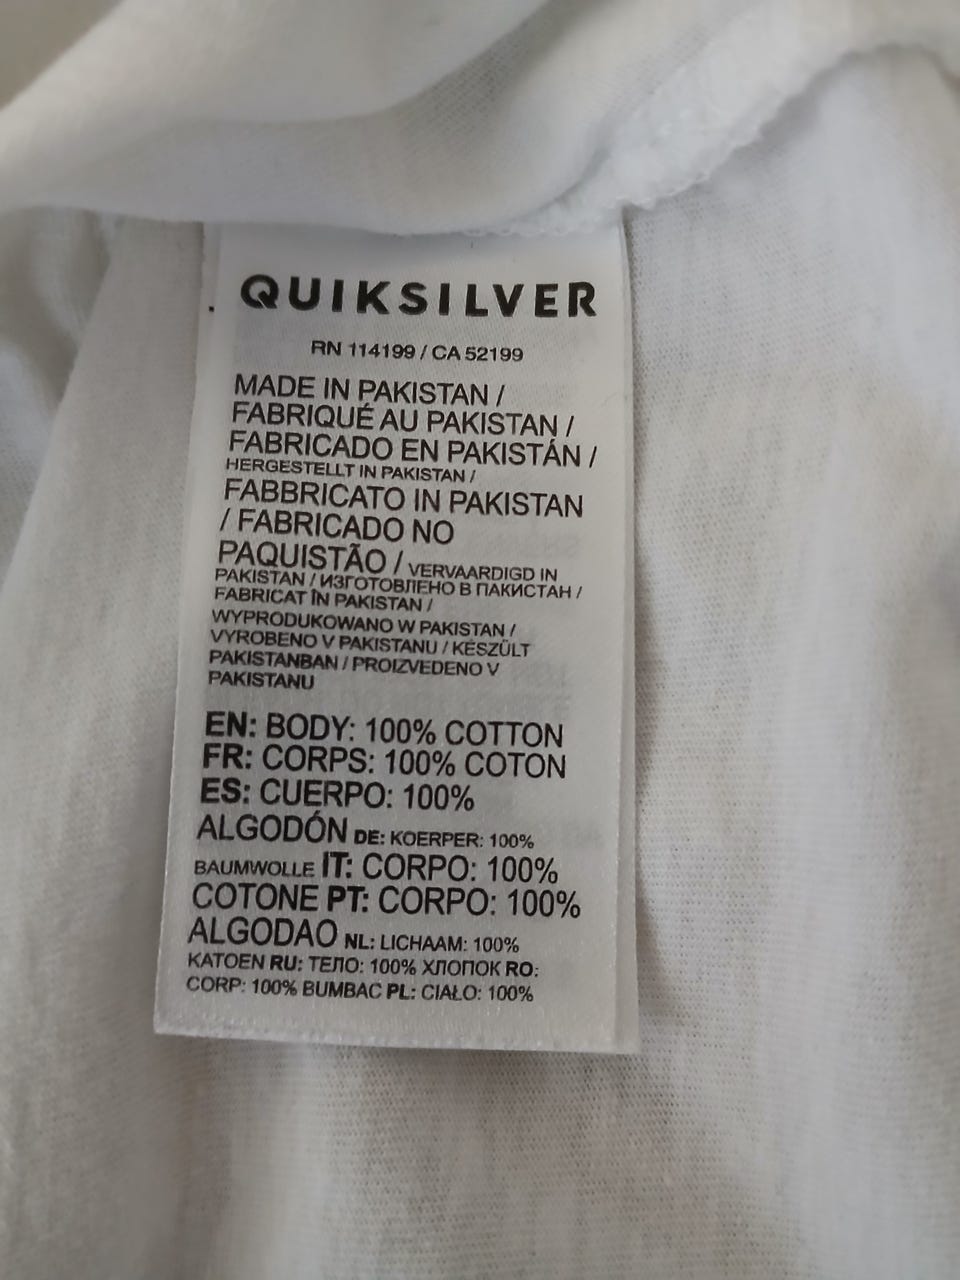 QUIKSILVER
RN 114199 / CA 52199
MADE IN PAKISTAN /
FABRIQUÉ AU PAKISTAN /
FABRICADO EN PAKISTÁN /
HERGESTELLT IN PAKISTAN /
FABBRICATO IN PAKISTAN
/ FABRICADO NO
PAQUISTÃO / VERVAARDIGD IN
PAKISTAN / ИЗГОТОВЛЕНО В ПАКИСТАН /
FABRICAT ÎN PAKISTAN /
WYPRODUKOWANO W PAKISTAN /
VYROBENO V PAKISTANU / KÉSZÜLT
PAKISTANBAN / PROIZVEDENO V
PAKISTANU
EN: BODY: 100% COTTON
FR: CORPS: 100% COTON
ES: CUERPO: 100%
ALGODÓN DE: KOERPER: 100%
BAUMWOLLE IT: CORPO: 100%
COTONE PT: CORPO: 100%
ALGODAO NL: LICHAAM: 100%
KATOEN RU: ТЕЛО: 100% ХЛОПОК RO:
CORP: 100% BUMBAC PL: CIAŁO: 100%